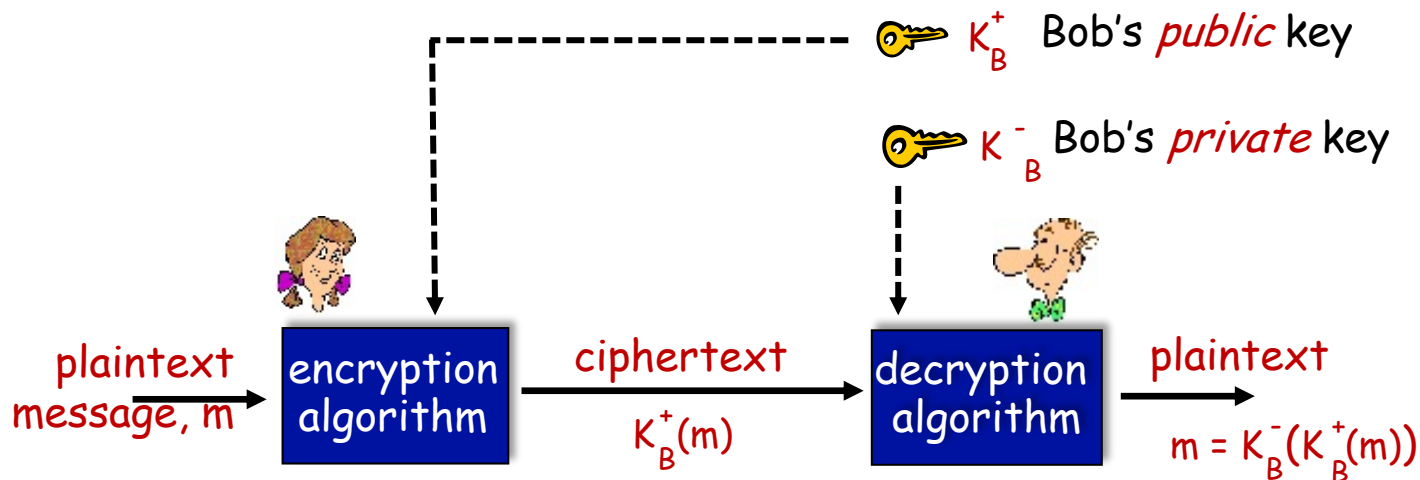 K_B^+ Bob's public key
K_B^- Bob's private key
plaintext
message, m
encryption
algorithm
ciphertext
K_B^+(m)
decryption
algorithm
plaintext
m = K_B^-(K_B^+(m))